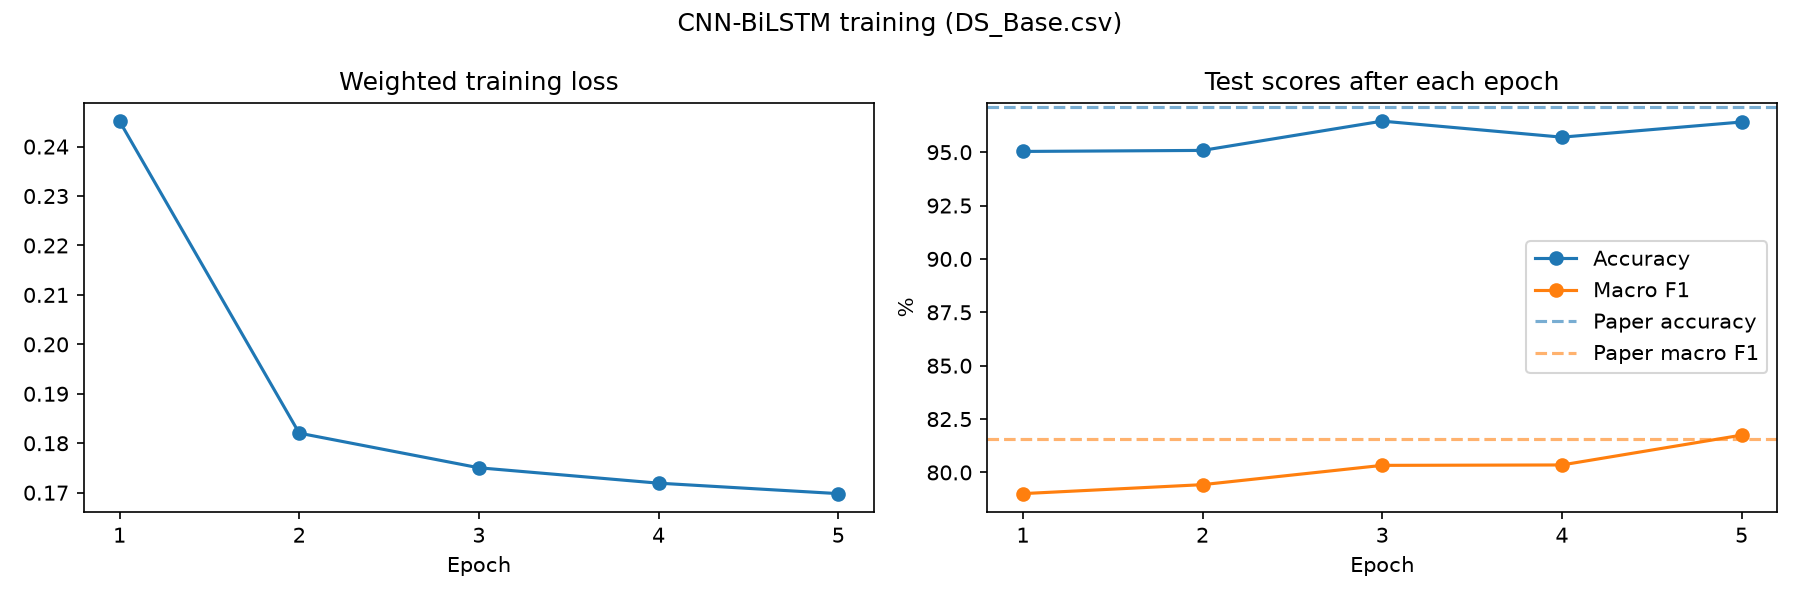 CNN-BiLSTM training (DS_Base.csv)
Weighted training loss
0.24
0.23
0.22
0.21
0.20
0.19
0.18
0.17
1 2 3 4 5
Epoch
Test scores after each epoch
%
95.0
92.5
90.0
87.5
85.0
82.5
80.0
Accuracy
Macro F1
Paper accuracy
Paper macro F1
1 2 3 4 5
Epoch